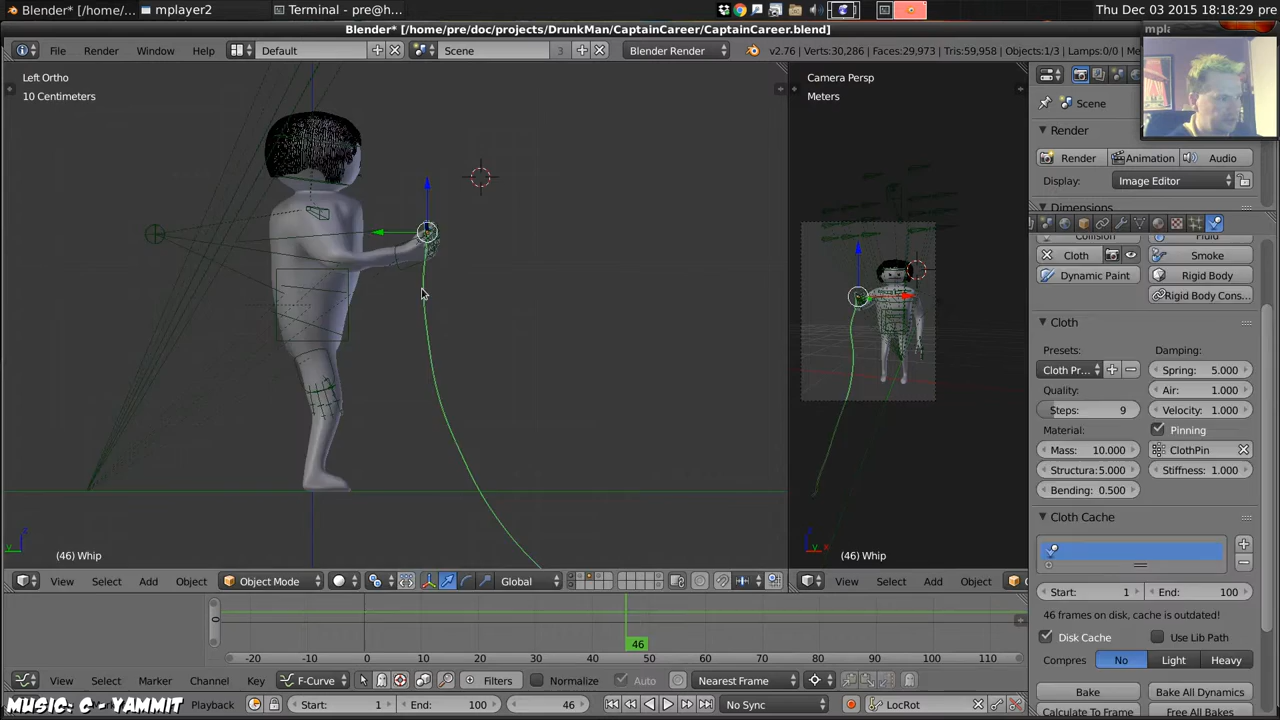 Blender*
mplayer2
Terminal - pre@h...
Thu Dec 03 2015 18:18:29 pre
Blender* [/home/pre/doc/projects/DrunkMan/CaptainCareer/CaptainCareer.blend]
mpla
File Render Window Help
Default
Scene
3
Blender Render
v2.76 | Verts:30,286 | Faces:29,973 | Tris:59,958 | Objects:1/3 | Lamps:0/0
Left Ortho
10 Centimeters
Camera Persp
Meters
Scene
Render
Render
Animation
Audio
Display:
Image Editor
Dimensions
Collision
Fluid
Cloth
Smoke
Dynamic Paint
Rigid Body
Rigid Body Cons...
Cloth
Presets:
Damping:
Cloth Pr...
Spring: 5.000
Quality:
Air: 1.000
Steps: 9
Velocity: 1.000
Material:
Pinning
Mass: 10.000
ClothPin
Structura:5.000
Stiffness: 1.000
Bending: 0.500
Cloth Cache
Start: 1
End: 100
46 frames on disk, cache is outdated!
Disk Cache
Use Lib Path
Compres
No
Light
Heavy
Bake
Bake All Dynamics
Calculate To Frame
Free All Bakes
z
y
(46) Whip
z
x
(46) Whip
View Select Add Object
Object Mode
Global
View Select Add Object
0
46
-20 -10 0 10 20 30 40 50 60 70 80 90 100 110
View Select Marker Channel Key
F-Curve
Filters
Normalize
Auto
Nearest Frame
MUSIC: C - YAMMIT
Playback
Start: 1
End: 100
46
No Sync
LocRot